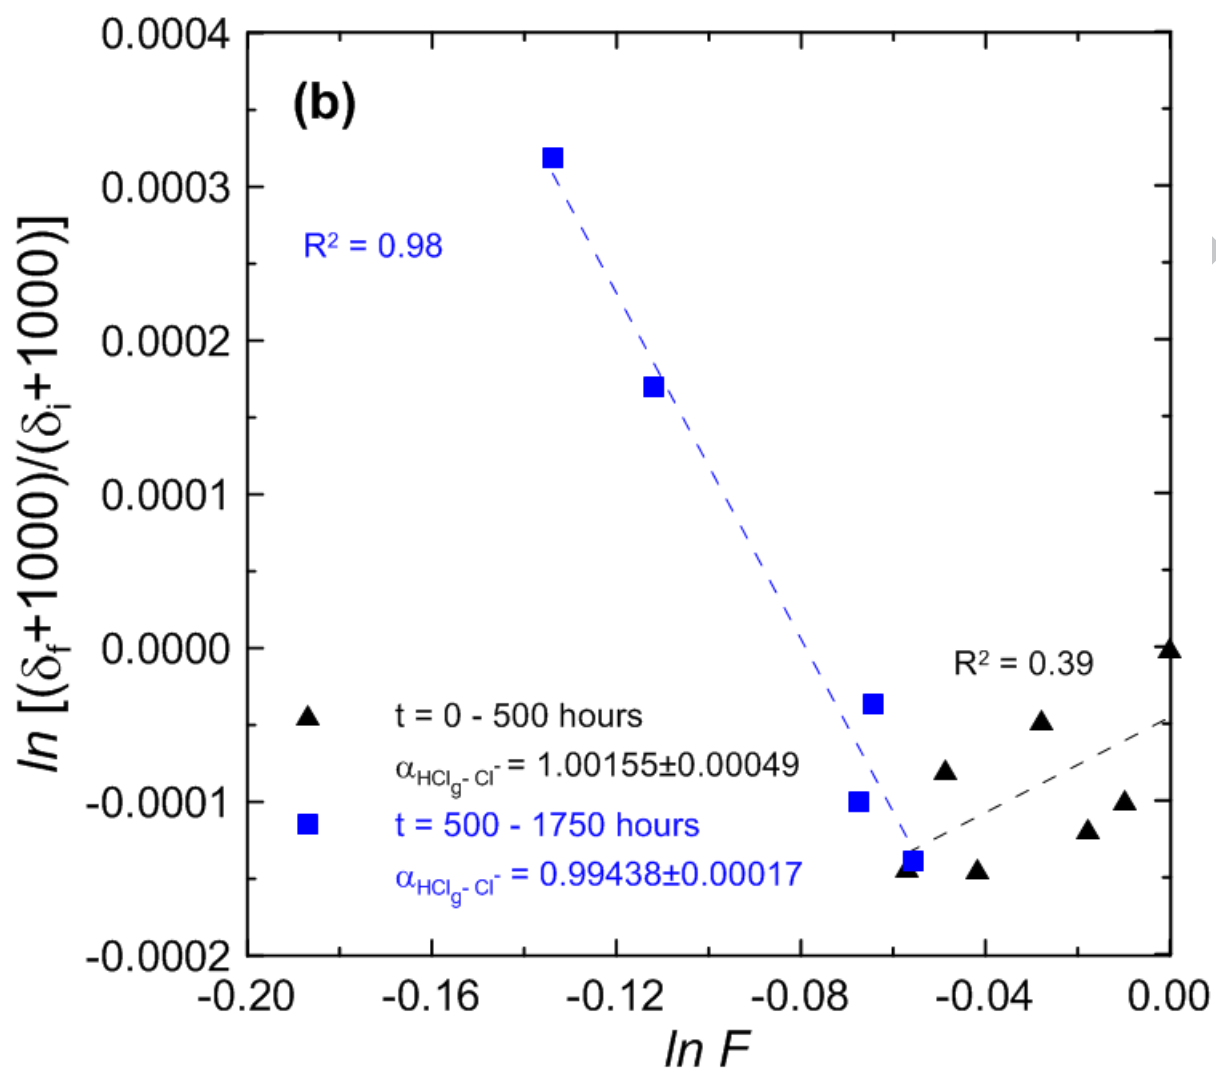 (b)
0.0004
0.0003
0.0002
0.0001
0.0000
-0.0001
-0.0002
ln [(δf+1000)/(δi+1000)]
R² = 0.98
R² = 0.39
t = 0 - 500 hours
αHClg- Cl- = 1.00155±0.00049
t = 500 - 1750 hours
αHClg- Cl- = 0.99438±0.00017
-0.20 -0.16 -0.12 -0.08 -0.04 0.00
ln F